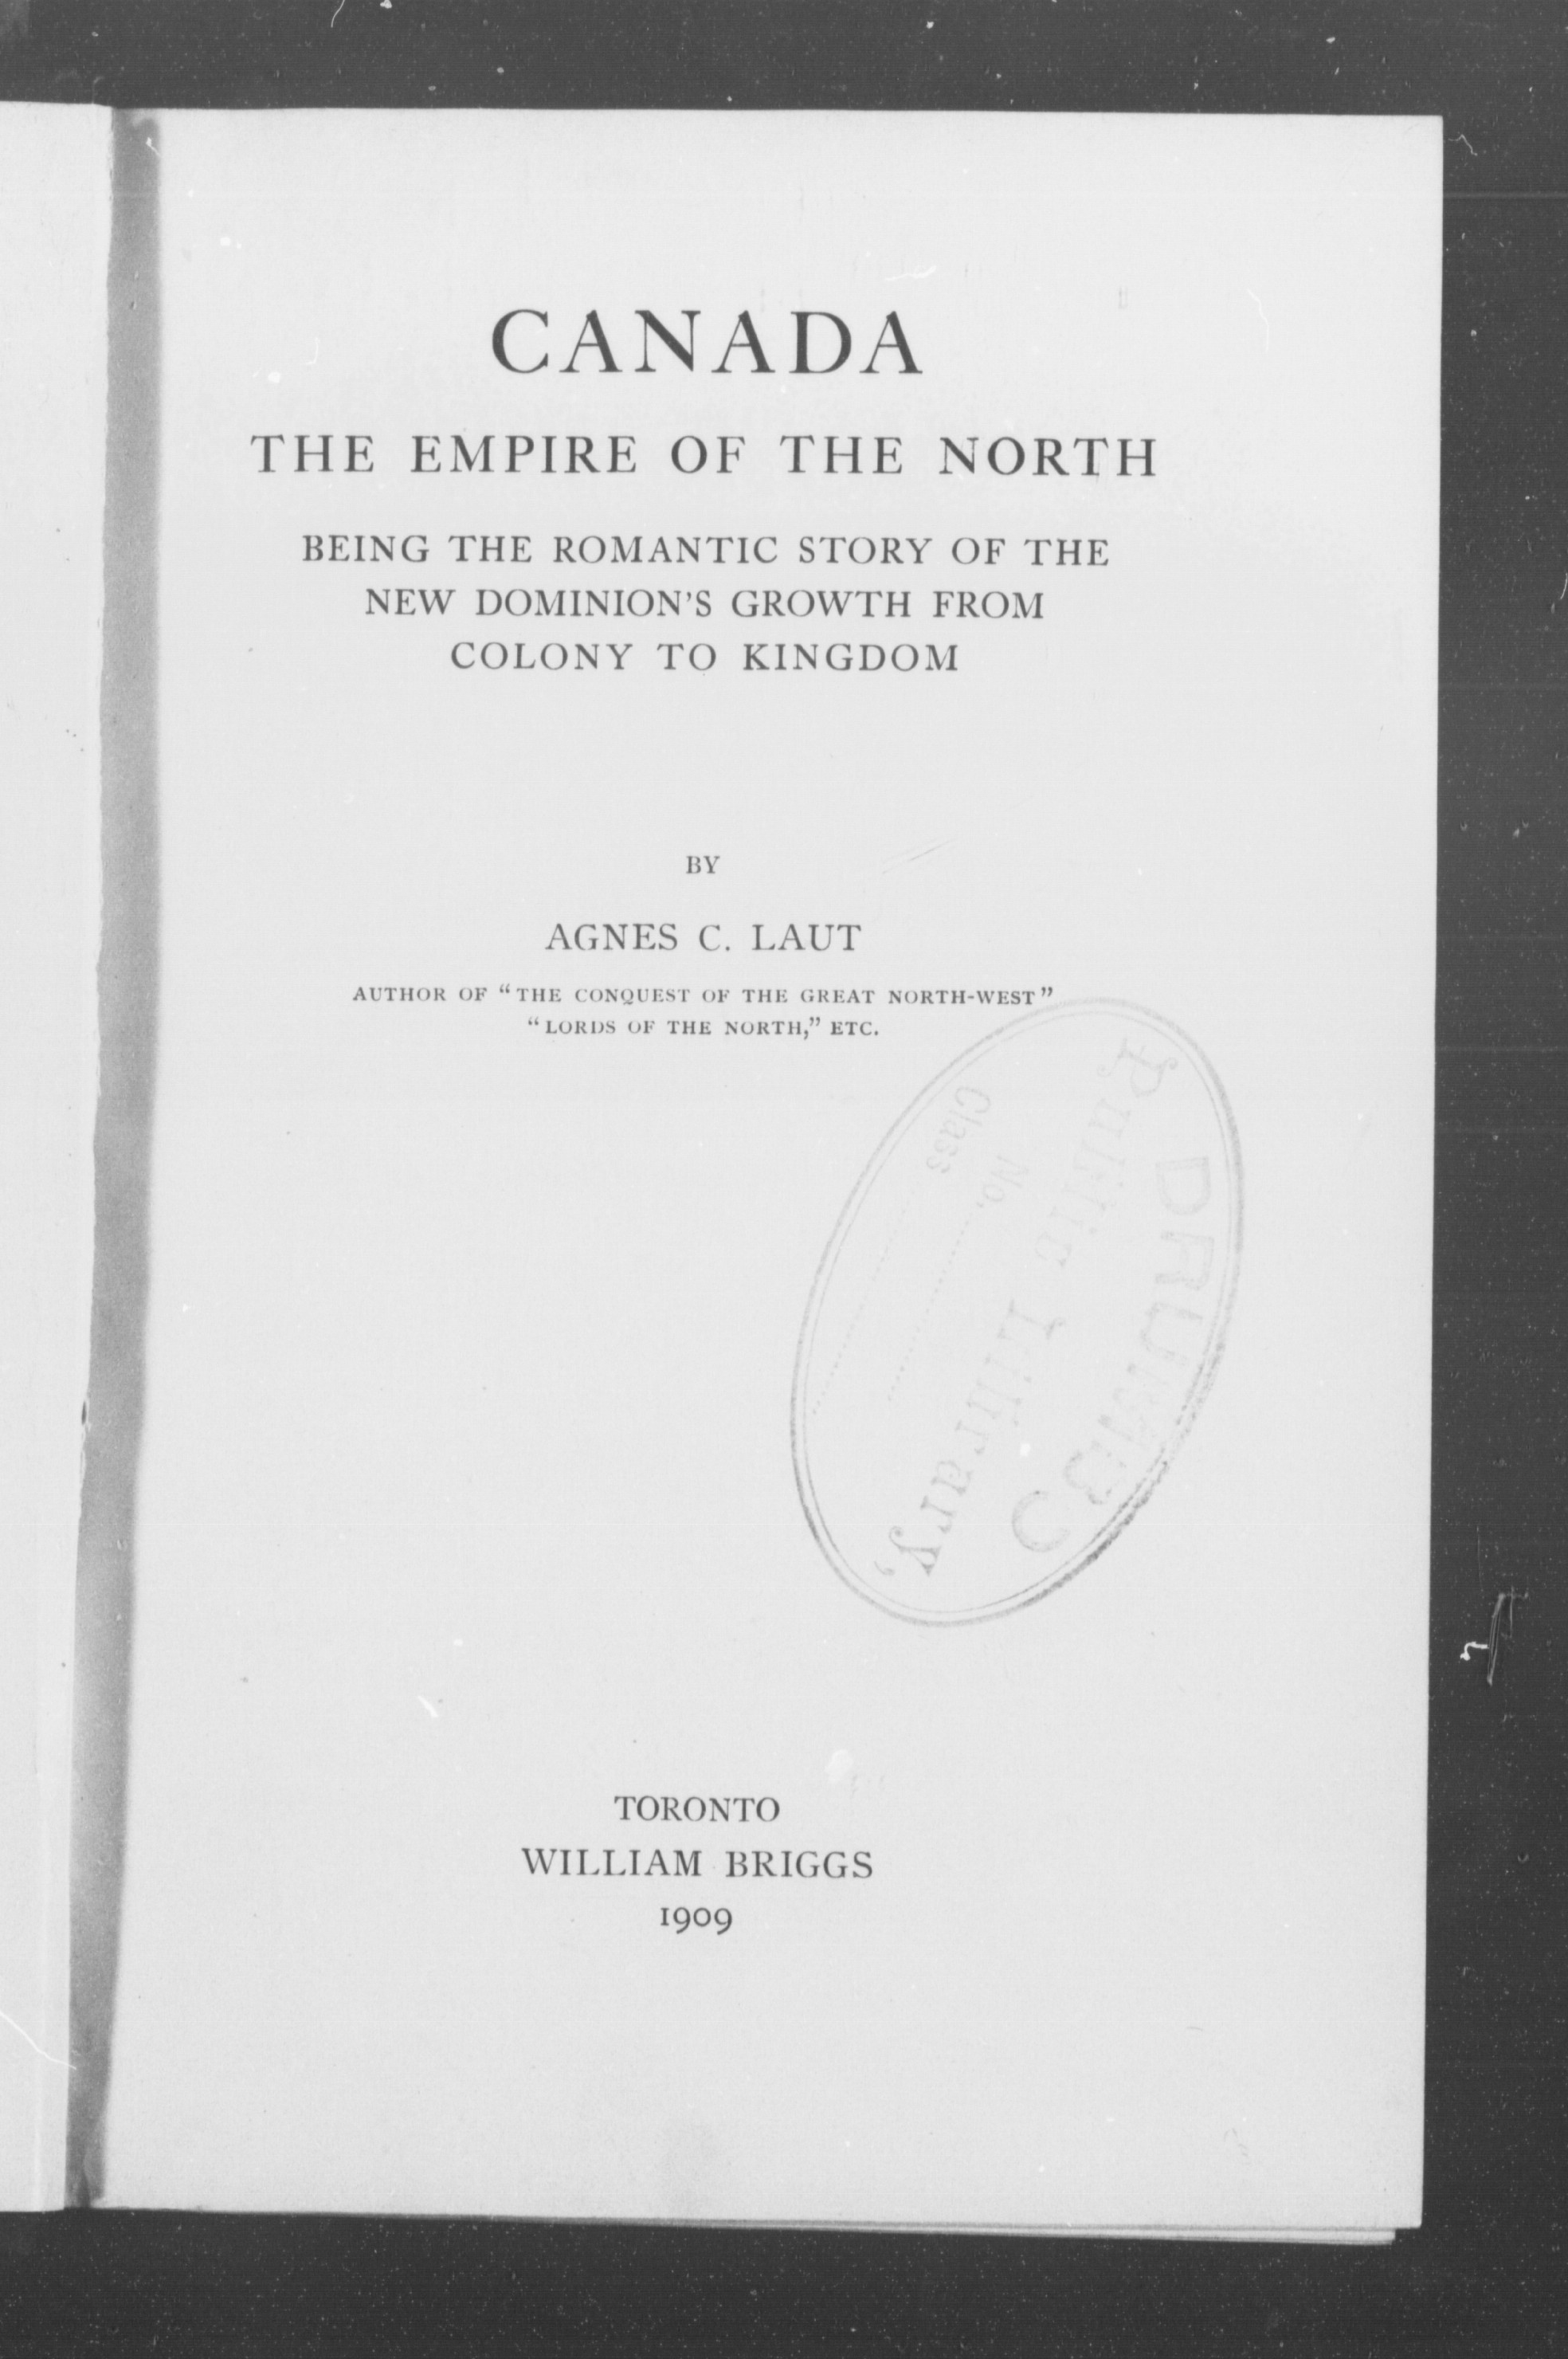 CANADA
THE EMPIRE OF THE NORTH
BEING THE ROMANTIC STORY OF THE
NEW DOMINION'S GROWTH FROM
COLONY TO KINGDOM
BY
AGNES C. LAUT
AUTHOR OF “THE CONQUEST OF THE GREAT NORTH-WEST”
“LORDS OF THE NORTH,” ETC.
DRUMBO
Public Library,
No.
Class
TORONTO
WILLIAM BRIGGS
1909